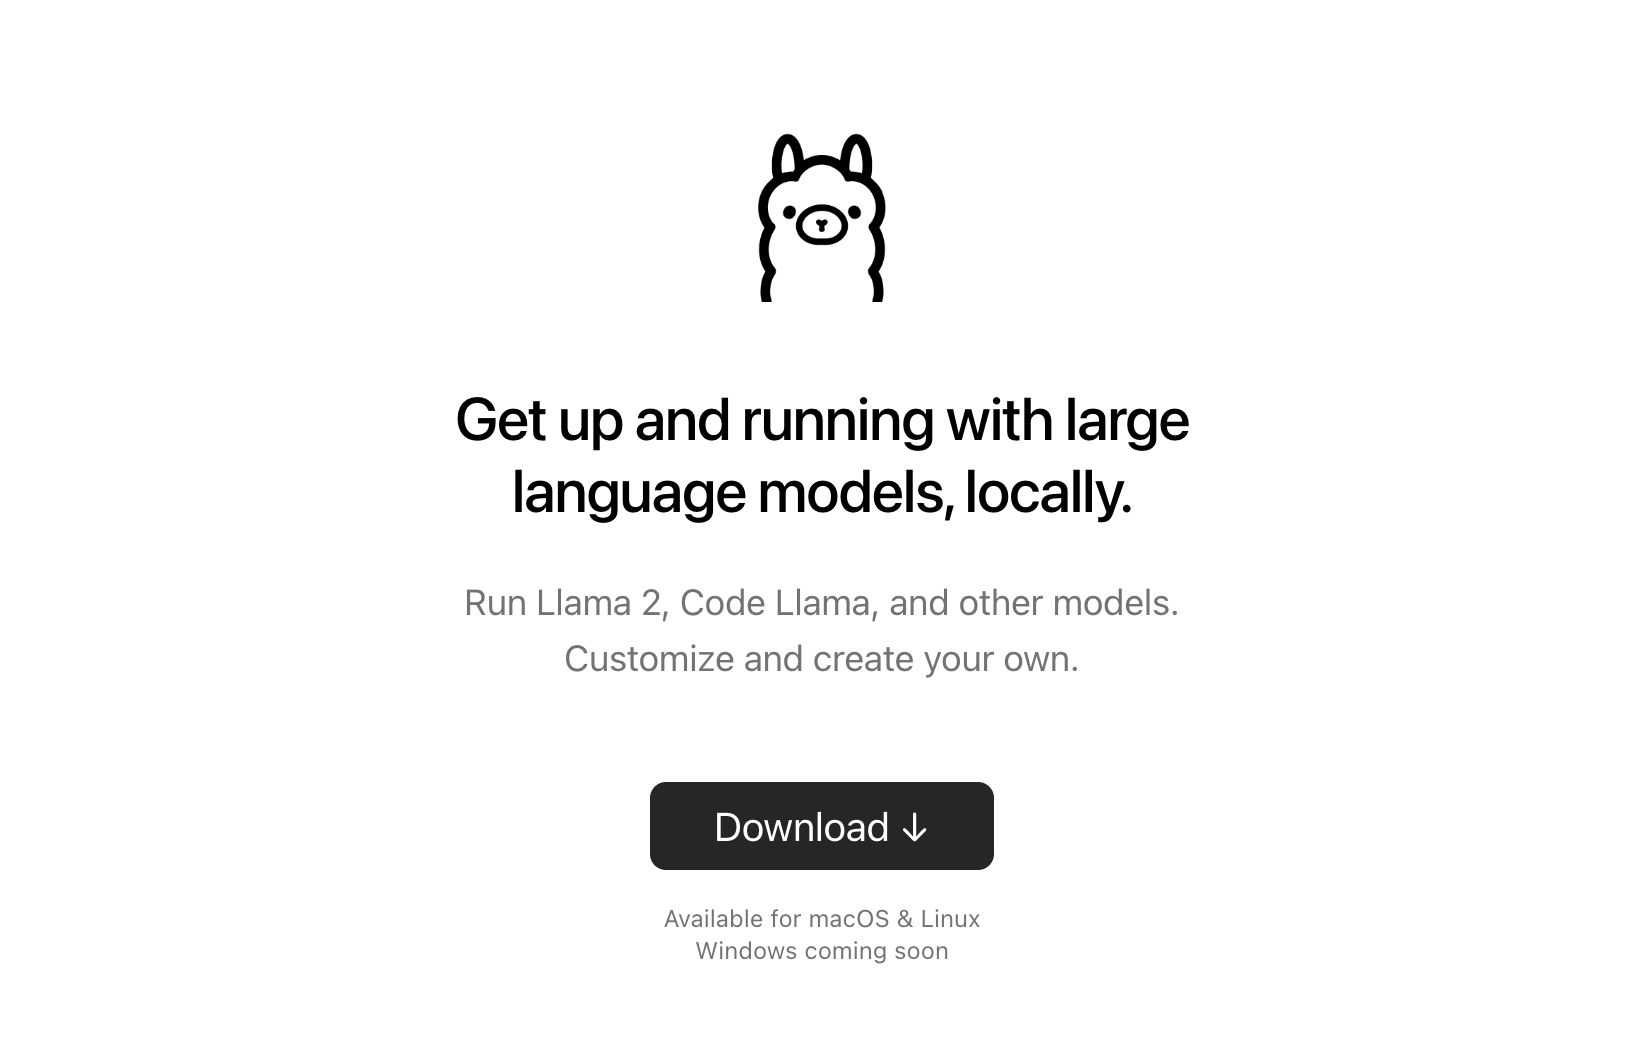 Get up and running with large
language models, locally.
Run Llama 2, Code Llama, and other models.
Customize and create your own.
Download ↓
Available for macOS & Linux
Windows coming soon